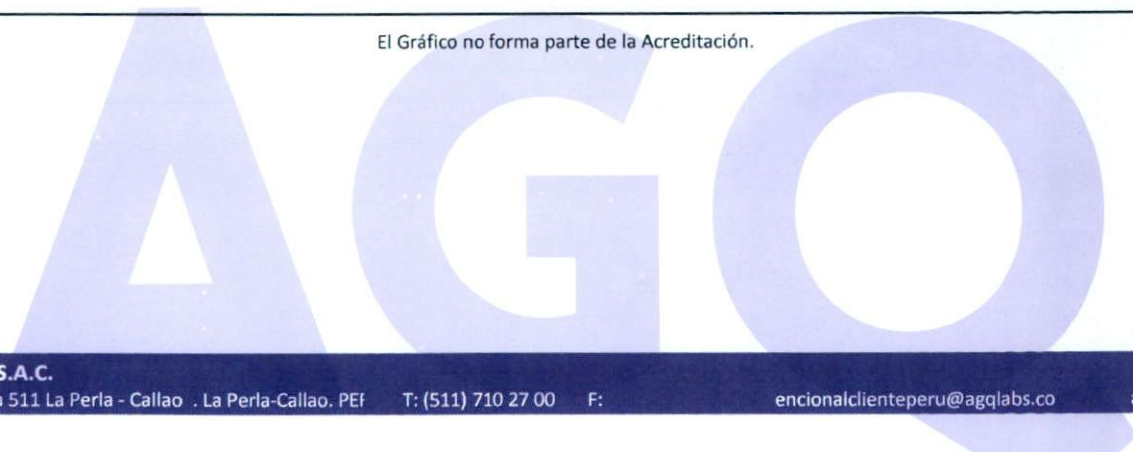 El Gráfico no forma parte de la Acreditación.
AGQ
S.A.C.
511 La Perla - Callao . La Perla-Callao. T: (511) 710 27 00 F: encionalclienteperu@agqlabs.co